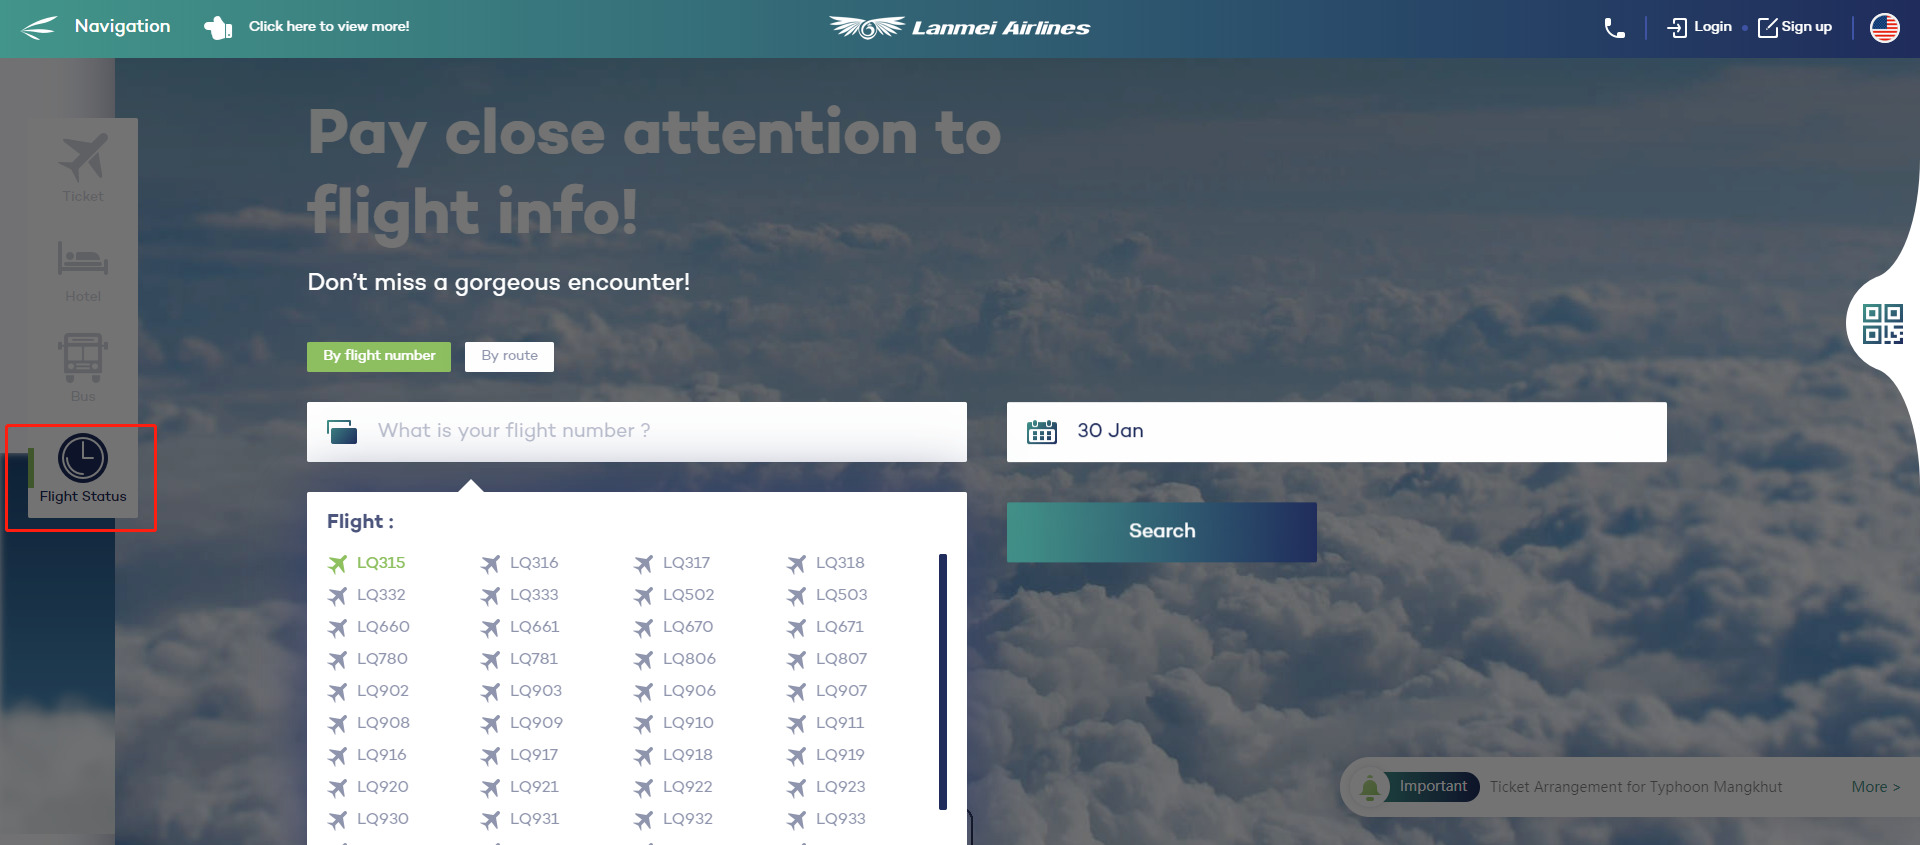 Navigation
Click here to view more!
Lanmei Airlines
Login
Sign up
Ticket
Hotel
Bus
Flight Status
Pay close attention to
flight info!
Don't miss a gorgeous encounter!
By flight number
By route
What is your flight number ?
30 Jan
Search
Flight :
LQ315 LQ316 LQ317 LQ318
LQ332 LQ333 LQ502 LQ503
LQ660 LQ661 LQ670 LQ671
LQ780 LQ781 LQ806 LQ807
LQ902 LQ903 LQ906 LQ907
LQ908 LQ909 LQ910 LQ911
LQ916 LQ917 LQ918 LQ919
LQ920 LQ921 LQ922 LQ923
LQ930 LQ931 LQ932 LQ933
Important
Ticket Arrangement for Typhoon Mangkhut
More >